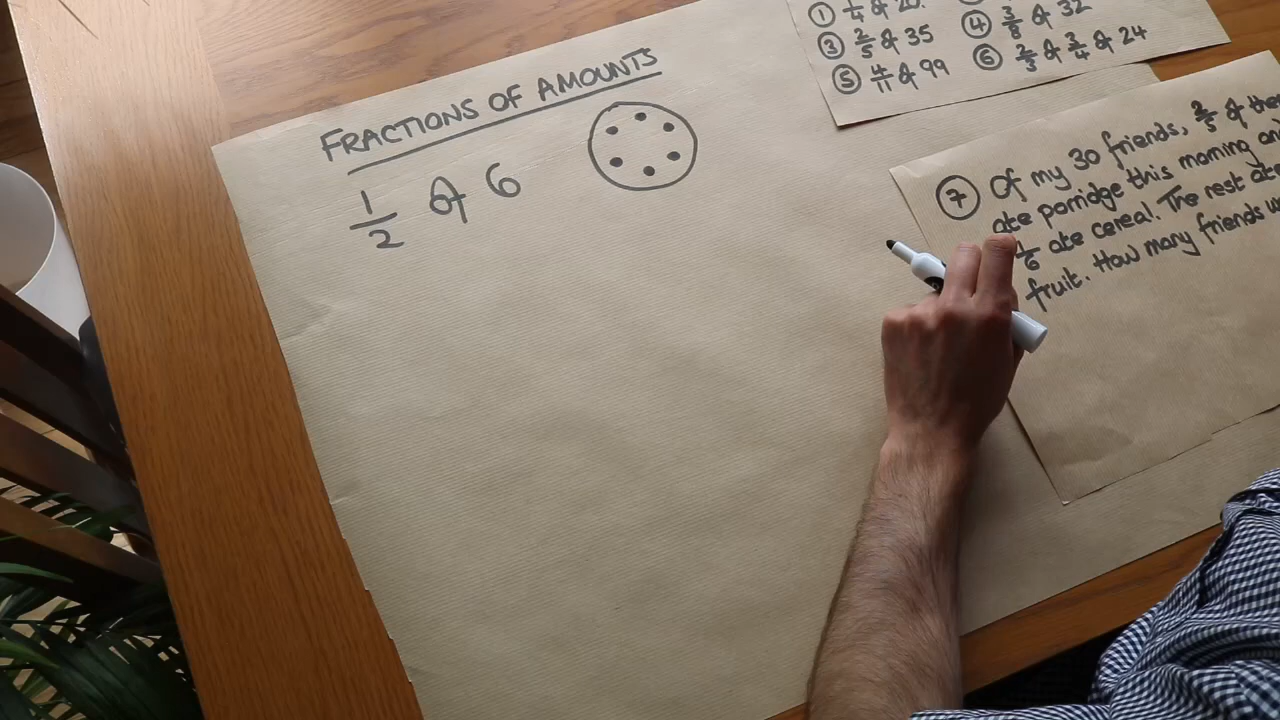 FRACTIONS OF AMOUNTS
1/2 of 6
① 1/4 of 20.
③ 2/5 of 35
④ 3/8 of 32
⑤ 4/11 of 99
⑥ 2/3 of 3/4 of 24
⑦ Of my 30 friends, 2/5 of
ate porridge this morning
1/6 ate cereal. The rest ate
fruit. How many friends